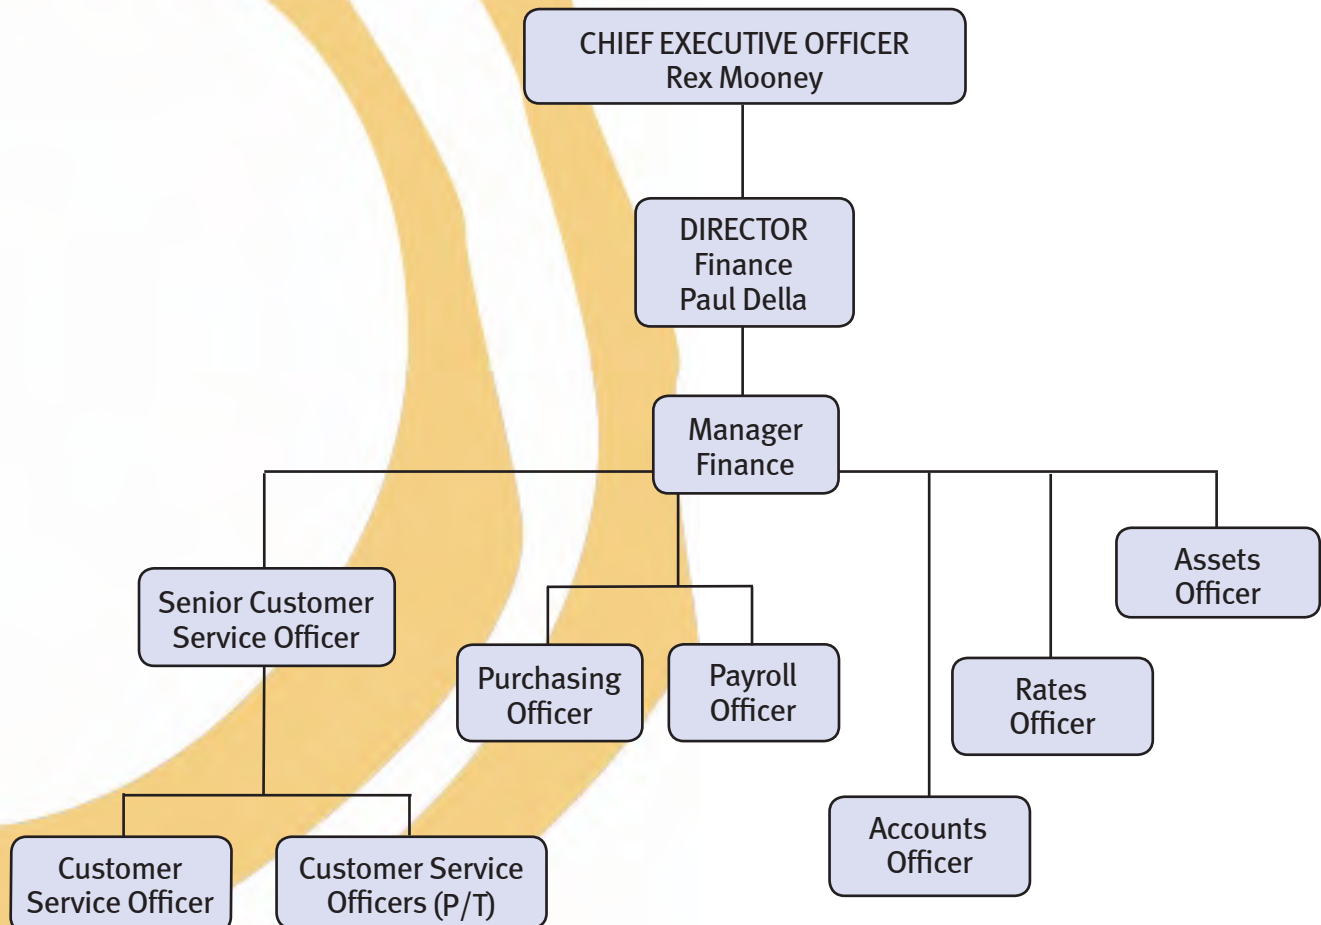 CHIEF EXECUTIVE OFFICER
Rex Mooney
DIRECTOR
Finance
Paul Della
Manager
Finance
Senior Customer
Service Officer
Purchasing
Officer
Payroll
Officer
Assets
Officer
Rates
Officer
Accounts
Officer
Customer
Service Officer
Customer Service
Officers (P/T)